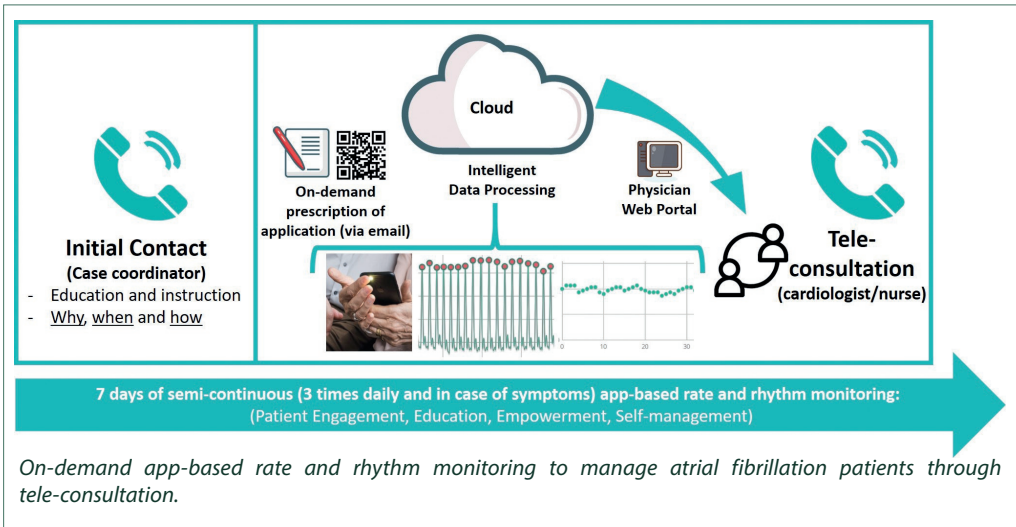 Initial Contact
(Case coordinator)
- Education and instruction
- Why, when and how
On-demand
prescription of
application (via email)
Cloud
Intelligent
Data Processing
Physician
Web Portal
0
10
20
30
Tele-
consultation
(cardiologist/nurse)
7 days of semi-continuous (3 times daily and in case of symptoms) app-based rate and rhythm monitoring:
(Patient Engagement, Education, Empowerment, Self-management)
On-demand app-based rate and rhythm monitoring to manage atrial fibrillation patients through
tele-consultation.